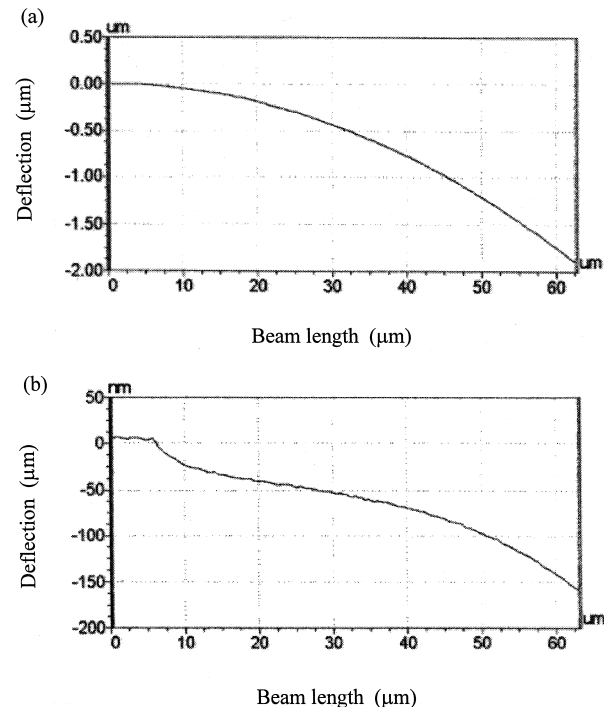 (a)
um
0.50
0.00
-0.50
-1.00
-1.50
-2.00
Deflection (μm)
0 10 20 30 40 50 60
um
Beam length (μm)
(b)
nm
50
0
-50
-100
-150
-200
Deflection (μm)
0 10 20 30 40 50 60
um
Beam length (μm)